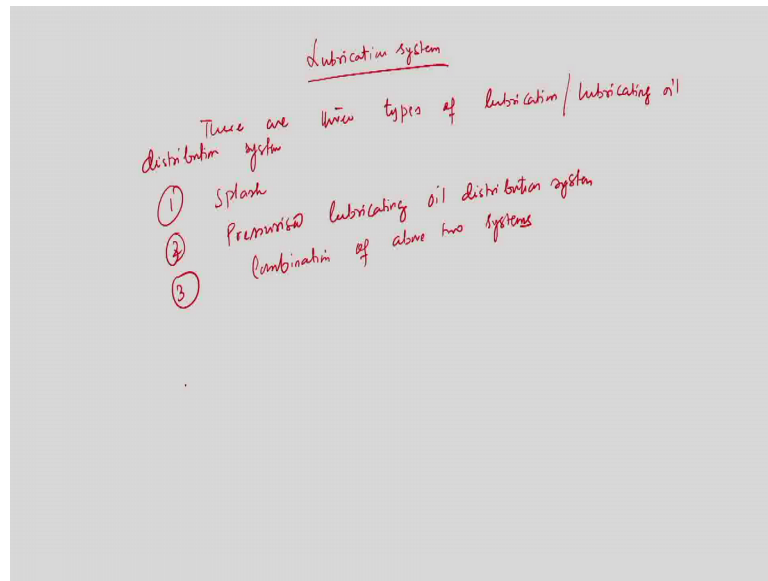 Lubrication system
There are three types of lubrication/lubricating oil
distribution system
1 Splash
2 Pressurised lubricating oil distribution system
3 Combination of above two systems